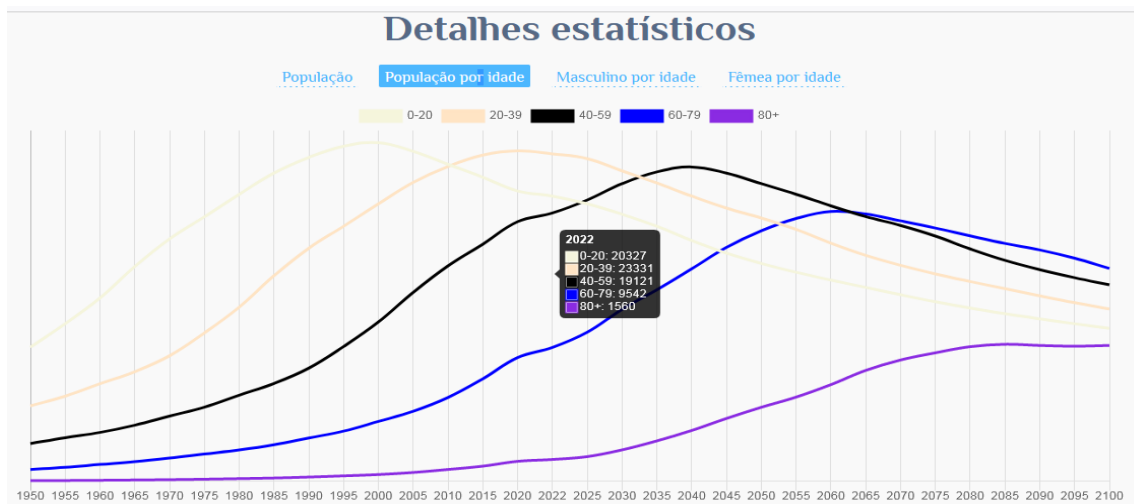 Detalhes estatísticos
População População por idade Masculino por idade Fêmea por idade
0-20 20-39 40-59 60-79 80+
2022
0-20: 20327
20-39: 23331
40-59: 19121
60-79: 9542
80+: 1560
1950 1955 1960 1965 1970 1975 1980 1985 1990 1995 2000 2005 2010 2015 2020 2022 2025 2030 2035 2040 2045 2050 2055 2060 2065 2070 2075 2080 2085 2090 2095 2100